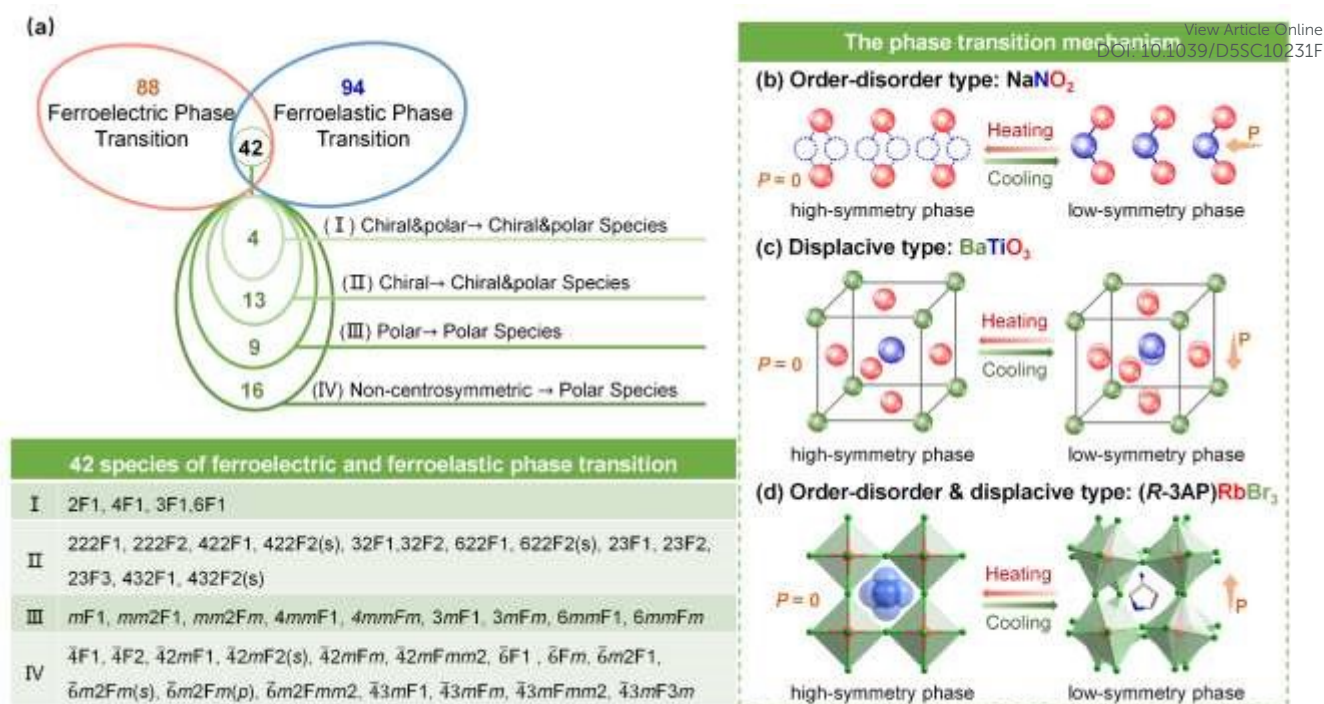 (a)
88
Ferroelectric Phase
Transition
94
Ferroelastic Phase
Transition
42
4
(Ⅰ) Chiral&polar→ Chiral&polar Species
13
(Ⅱ) Chiral→ Chiral&polar Species
9
(Ⅲ) Polar→ Polar Species
16
(Ⅳ) Non-centrosymmetric → Polar Species
42 species of ferroelectric and ferroelastic phase transition
Ⅰ 2F1, 4F1, 3F1,6F1
Ⅱ 222F1, 222F2, 422F1, 422F2(s), 32F1,32F2, 622F1, 622F2(s), 23F1, 23F2,
23F3, 432F1, 432F2(s)
Ⅲ mF1, mm2F1, mm2Fm, 4mmF1, 4mmFm, 3mF1, 3mFm, 6mmF1, 6mmFm
Ⅳ 4̄F1, 4̄F2, 4̄2mF1, 4̄2mF2(s), 4̄2mFm, 4̄2mFmm2, 6̄F1 , 6̄Fm, 6̄m2F1,
6̄m2Fm(s), 6̄m2Fm(p), 6̄m2Fmm2, 4̄3mF1, 4̄3mFm, 4̄3mFmm2, 4̄3mF3m
View Article Online
DOI: 10.1039/D5SC10231F
The phase transition mechanism
(b) Order-disorder type: NaNO₂
Heating
Cooling
P = 0
P
high-symmetry phase
low-symmetry phase
(c) Displacive type: BaTiO₃
Heating
Cooling
P = 0
P
high-symmetry phase
low-symmetry phase
(d) Order-disorder & displacive type: (R-3AP)RbBr₃
Heating
Cooling
P = 0
P
high-symmetry phase
low-symmetry phase